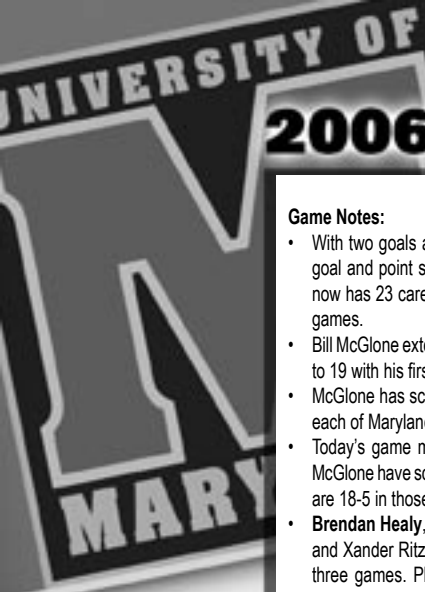 UNIVERSITY OF
M
MARY
2006
Game Notes:
• With two goals a
goal and point s
now has 23 care
games.
• Bill McGlone exte
to 19 with his firs
• McGlone has sc
each of Maryland
• Today's game m
McGlone have sc
are 18-5 in those
• Brendan Healy,
and Xander Ritz
three games. Pl